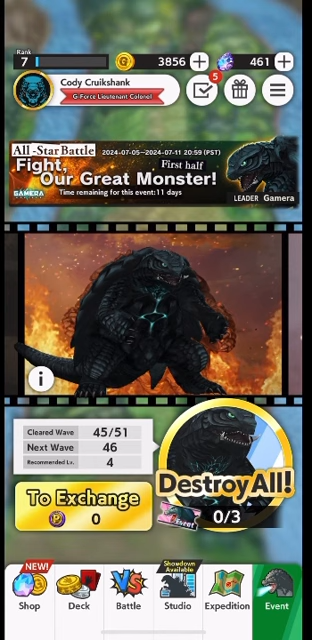 Rank
7
3856
461
5
Cody Cruikshank
G-Force Lieutenant Colonel
All-Star Battle 2024-07-05～2024-07-11 20:59 (PST)
Fight,
First half
Our Great Monster!
GAMERA
Time remaining for this event:11 days
LEADER Gamera
i
Cleared Wave 45/51
Next Wave 46
Recommended Lv. 4
Destroy All!
To Exchange
P 0
Event 0/3
NEW!
Showdown
Available
Shop
Deck
VS
Battle
Studio
Expedition
Event